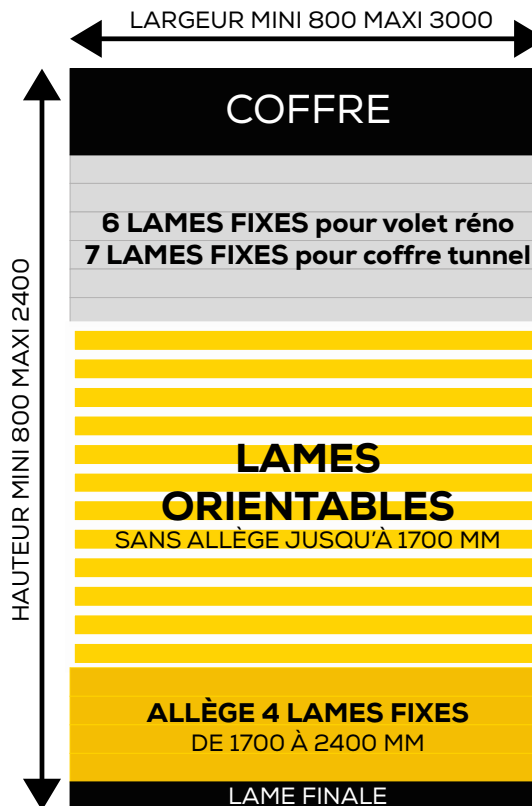 LARGEUR MINI 800 MAXI 3000
HAUTEUR MINI 800 MAXI 2400
COFFRE
6 LAMES FIXES pour volet réno
7 LAMES FIXES pour coffre tunnel
LAMES
ORIENTABLES
SANS ALLÈGE JUSQU'À 1700 MM
ALLÈGE 4 LAMES FIXES
DE 1700 À 2400 MM
LAME FINALE